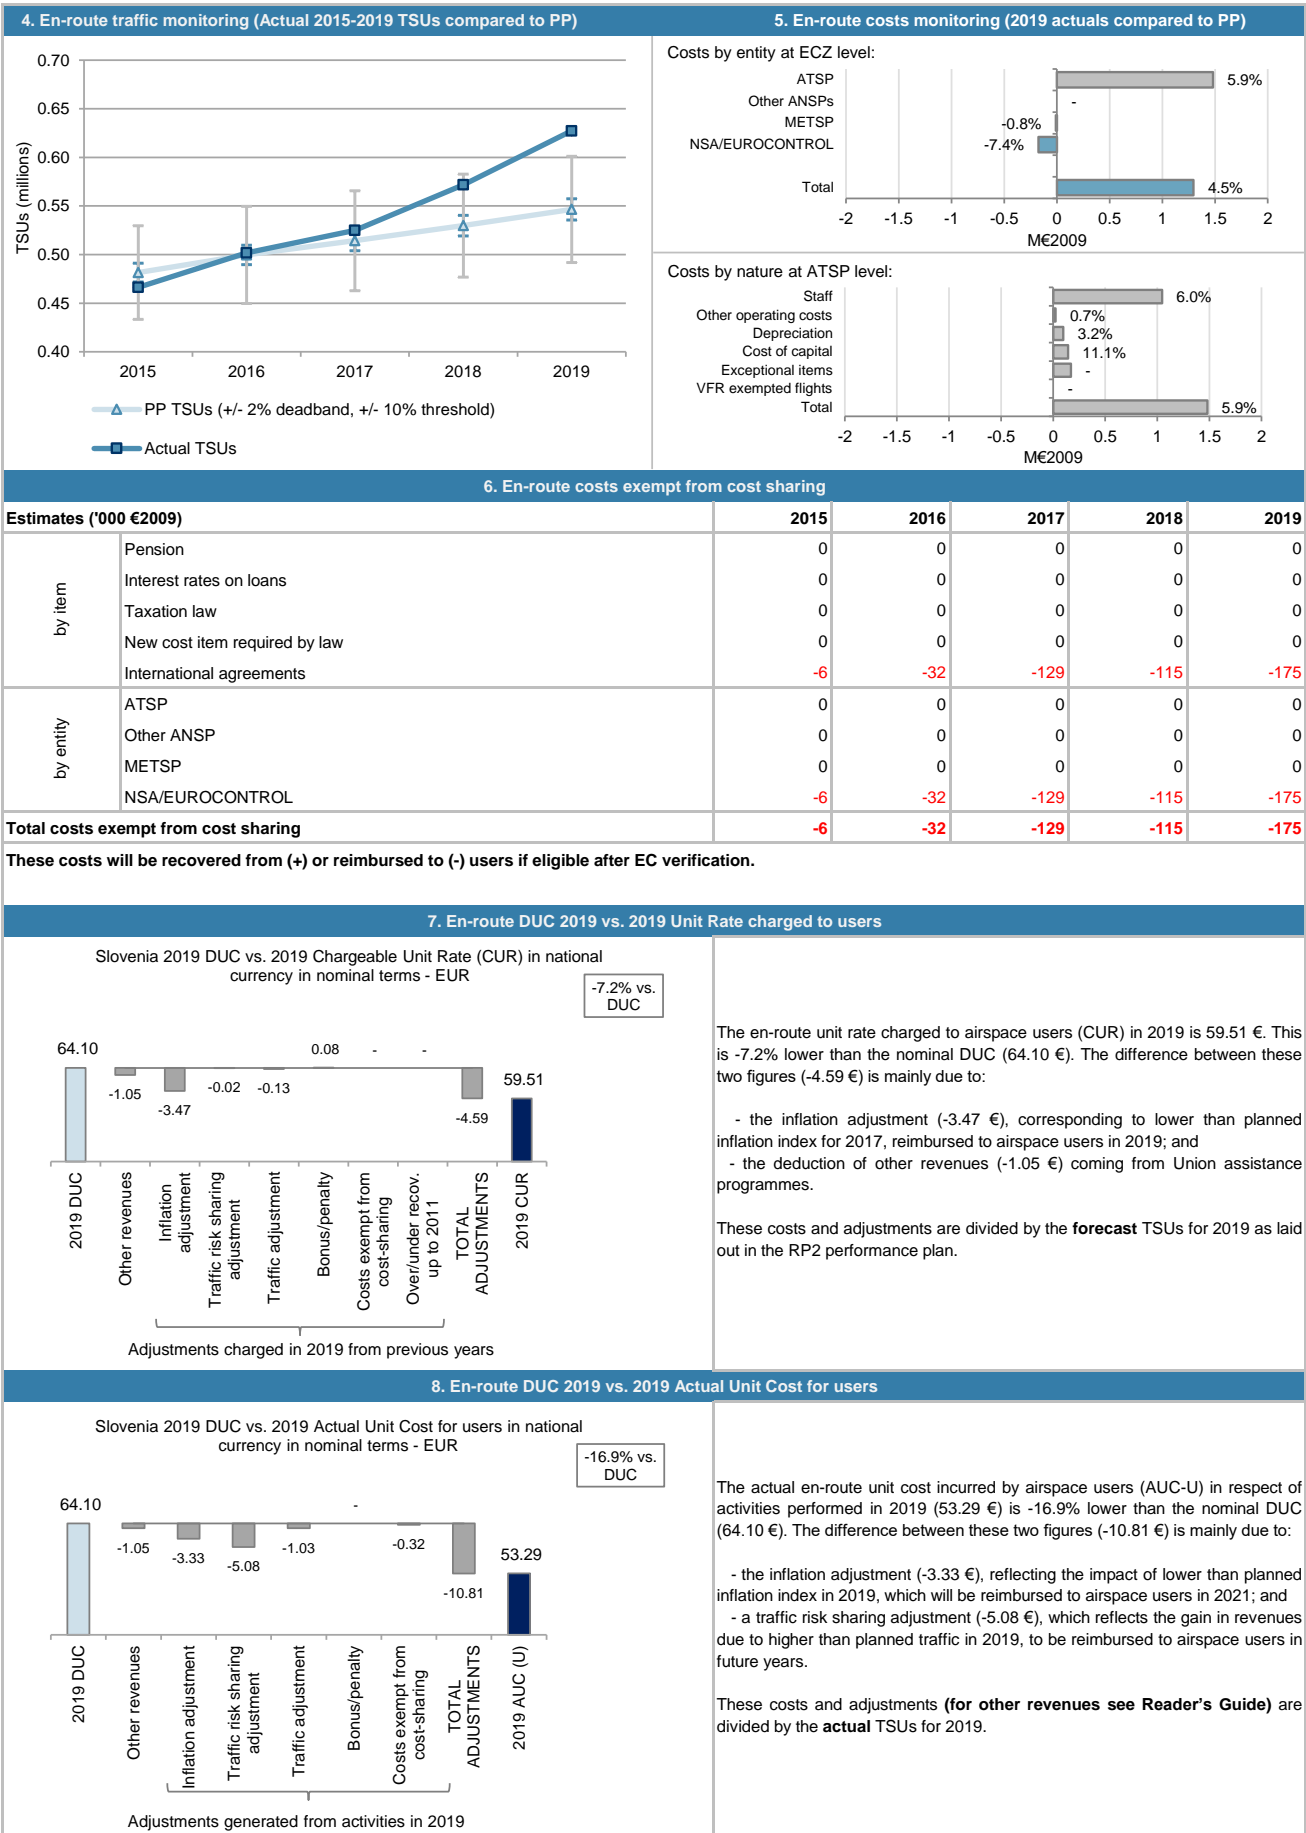 4. En-route traffic monitoring (Actual 2015-2019 TSUs compared to PP)
0.70
0.65
0.60
0.55
0.50
0.45
0.40
TSUs (millions)
2015 2016 2017 2018 2019
PP TSUs (+/- 2% deadband, +/- 10% threshold)
Actual TSUs
5. En-route costs monitoring (2019 actuals compared to PP)
Costs by entity at ECZ level:
ATSP 5.9%
Other ANSPs -
METSP -0.8%
NSA/EUROCONTROL -7.4%
Total 4.5%
-2 -1.5 -1 -0.5 0 0.5 1 1.5 2
M€2009
Costs by nature at ATSP level:
Staff 6.0%
Other operating costs 0.7%
Depreciation 3.2%
Cost of capital 11.1%
Exceptional items -
VFR exempted flights -
Total 5.9%
-2 -1.5 -1 -0.5 0 0.5 1 1.5 2
M€2009
6. En-route costs exempt from cost sharing
Estimates ('000 €2009) 2015 2016 2017 2018 2019
by item
Pension 0 0 0 0 0
Interest rates on loans 0 0 0 0 0
Taxation law 0 0 0 0 0
New cost item required by law 0 0 0 0 0
International agreements -6 -32 -129 -115 -175
by entity
ATSP 0 0 0 0 0
Other ANSP 0 0 0 0 0
METSP 0 0 0 0 0
NSA/EUROCONTROL -6 -32 -129 -115 -175
Total costs exempt from cost sharing -6 -32 -129 -115 -175
These costs will be recovered from (+) or reimbursed to (-) users if eligible after EC verification.
7. En-route DUC 2019 vs. 2019 Unit Rate charged to users
Slovenia 2019 DUC vs. 2019 Chargeable Unit Rate (CUR) in national
currency in nominal terms - EUR
-7.2% vs.
DUC
64.10 -1.05 -3.47 -0.02 -0.13 0.08 - - -4.59 59.51
2019 DUC
Other revenues
Inflation
adjustment
Traffic risk sharing
adjustment
Traffic adjustment
Bonus/penalty
Costs exempt from
cost-sharing
Over/under recov.
up to 2011
TOTAL
ADJUSTMENTS
2019 CUR
Adjustments charged in 2019 from previous years
The en-route unit rate charged to airspace users (CUR) in 2019 is 59.51 €. This
is -7.2% lower than the nominal DUC (64.10 €). The difference between these
two figures (-4.59 €) is mainly due to:
- the inflation adjustment (-3.47 €), corresponding to lower than planned
inflation index for 2017, reimbursed to airspace users in 2019; and
- the deduction of other revenues (-1.05 €) coming from Union assistance
programmes.
These costs and adjustments are divided by the forecast TSUs for 2019 as laid
out in the RP2 performance plan.
8. En-route DUC 2019 vs. 2019 Actual Unit Cost for users
Slovenia 2019 DUC vs. 2019 Actual Unit Cost for users in national
currency in nominal terms - EUR
-16.9% vs.
DUC
64.10 -1.05 -3.33 -5.08 -1.03 - -0.32 -10.81 53.29
2019 DUC
Other revenues
Inflation adjustment
Traffic risk sharing
adjustment
Traffic adjustment
Bonus/penalty
Costs exempt from
cost-sharing
TOTAL
ADJUSTMENTS
2019 AUC (U)
Adjustments generated from activities in 2019
The actual en-route unit cost incurred by airspace users (AUC-U) in respect of
activities performed in 2019 (53.29 €) is -16.9% lower than the nominal DUC
(64.10 €). The difference between these two figures (-10.81 €) is mainly due to:
- the inflation adjustment (-3.33 €), reflecting the impact of lower than planned
inflation index in 2019, which will be reimbursed to airspace users in 2021; and
- a traffic risk sharing adjustment (-5.08 €), which reflects the gain in revenues
due to higher than planned traffic in 2019, to be reimbursed to airspace users in
future years.
These costs and adjustments (for other revenues see Reader's Guide) are
divided by the actual TSUs for 2019.